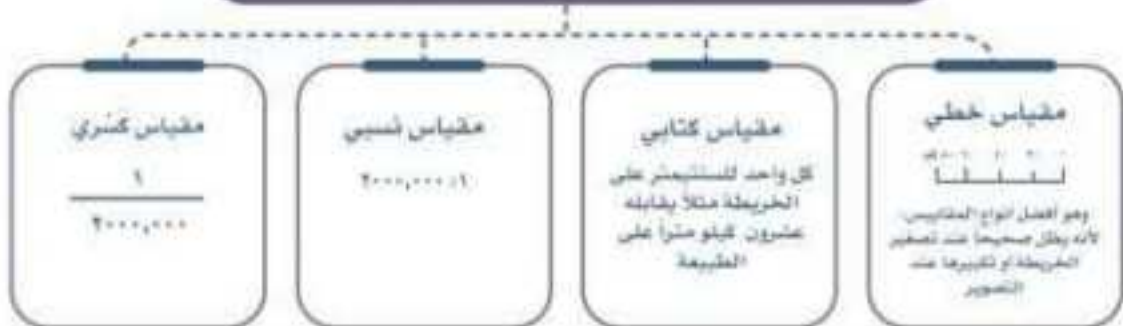 مقياس خطي
وهو أفضل أنواع المقاييس،
لأنه يظل صحيحاً عند تصغير
الخريطة أو تكبيرها عند
التصوير
مقياس كتابي
كل واحد للسنتيمتر على
الخريطة مثلاً يقابله
عشرون كيلو متراً على
الطبيعة
مقياس نسبي
٢٠٠٠,٠٠٠:١
مقياس كسري
١
٢٠٠٠,٠٠٠